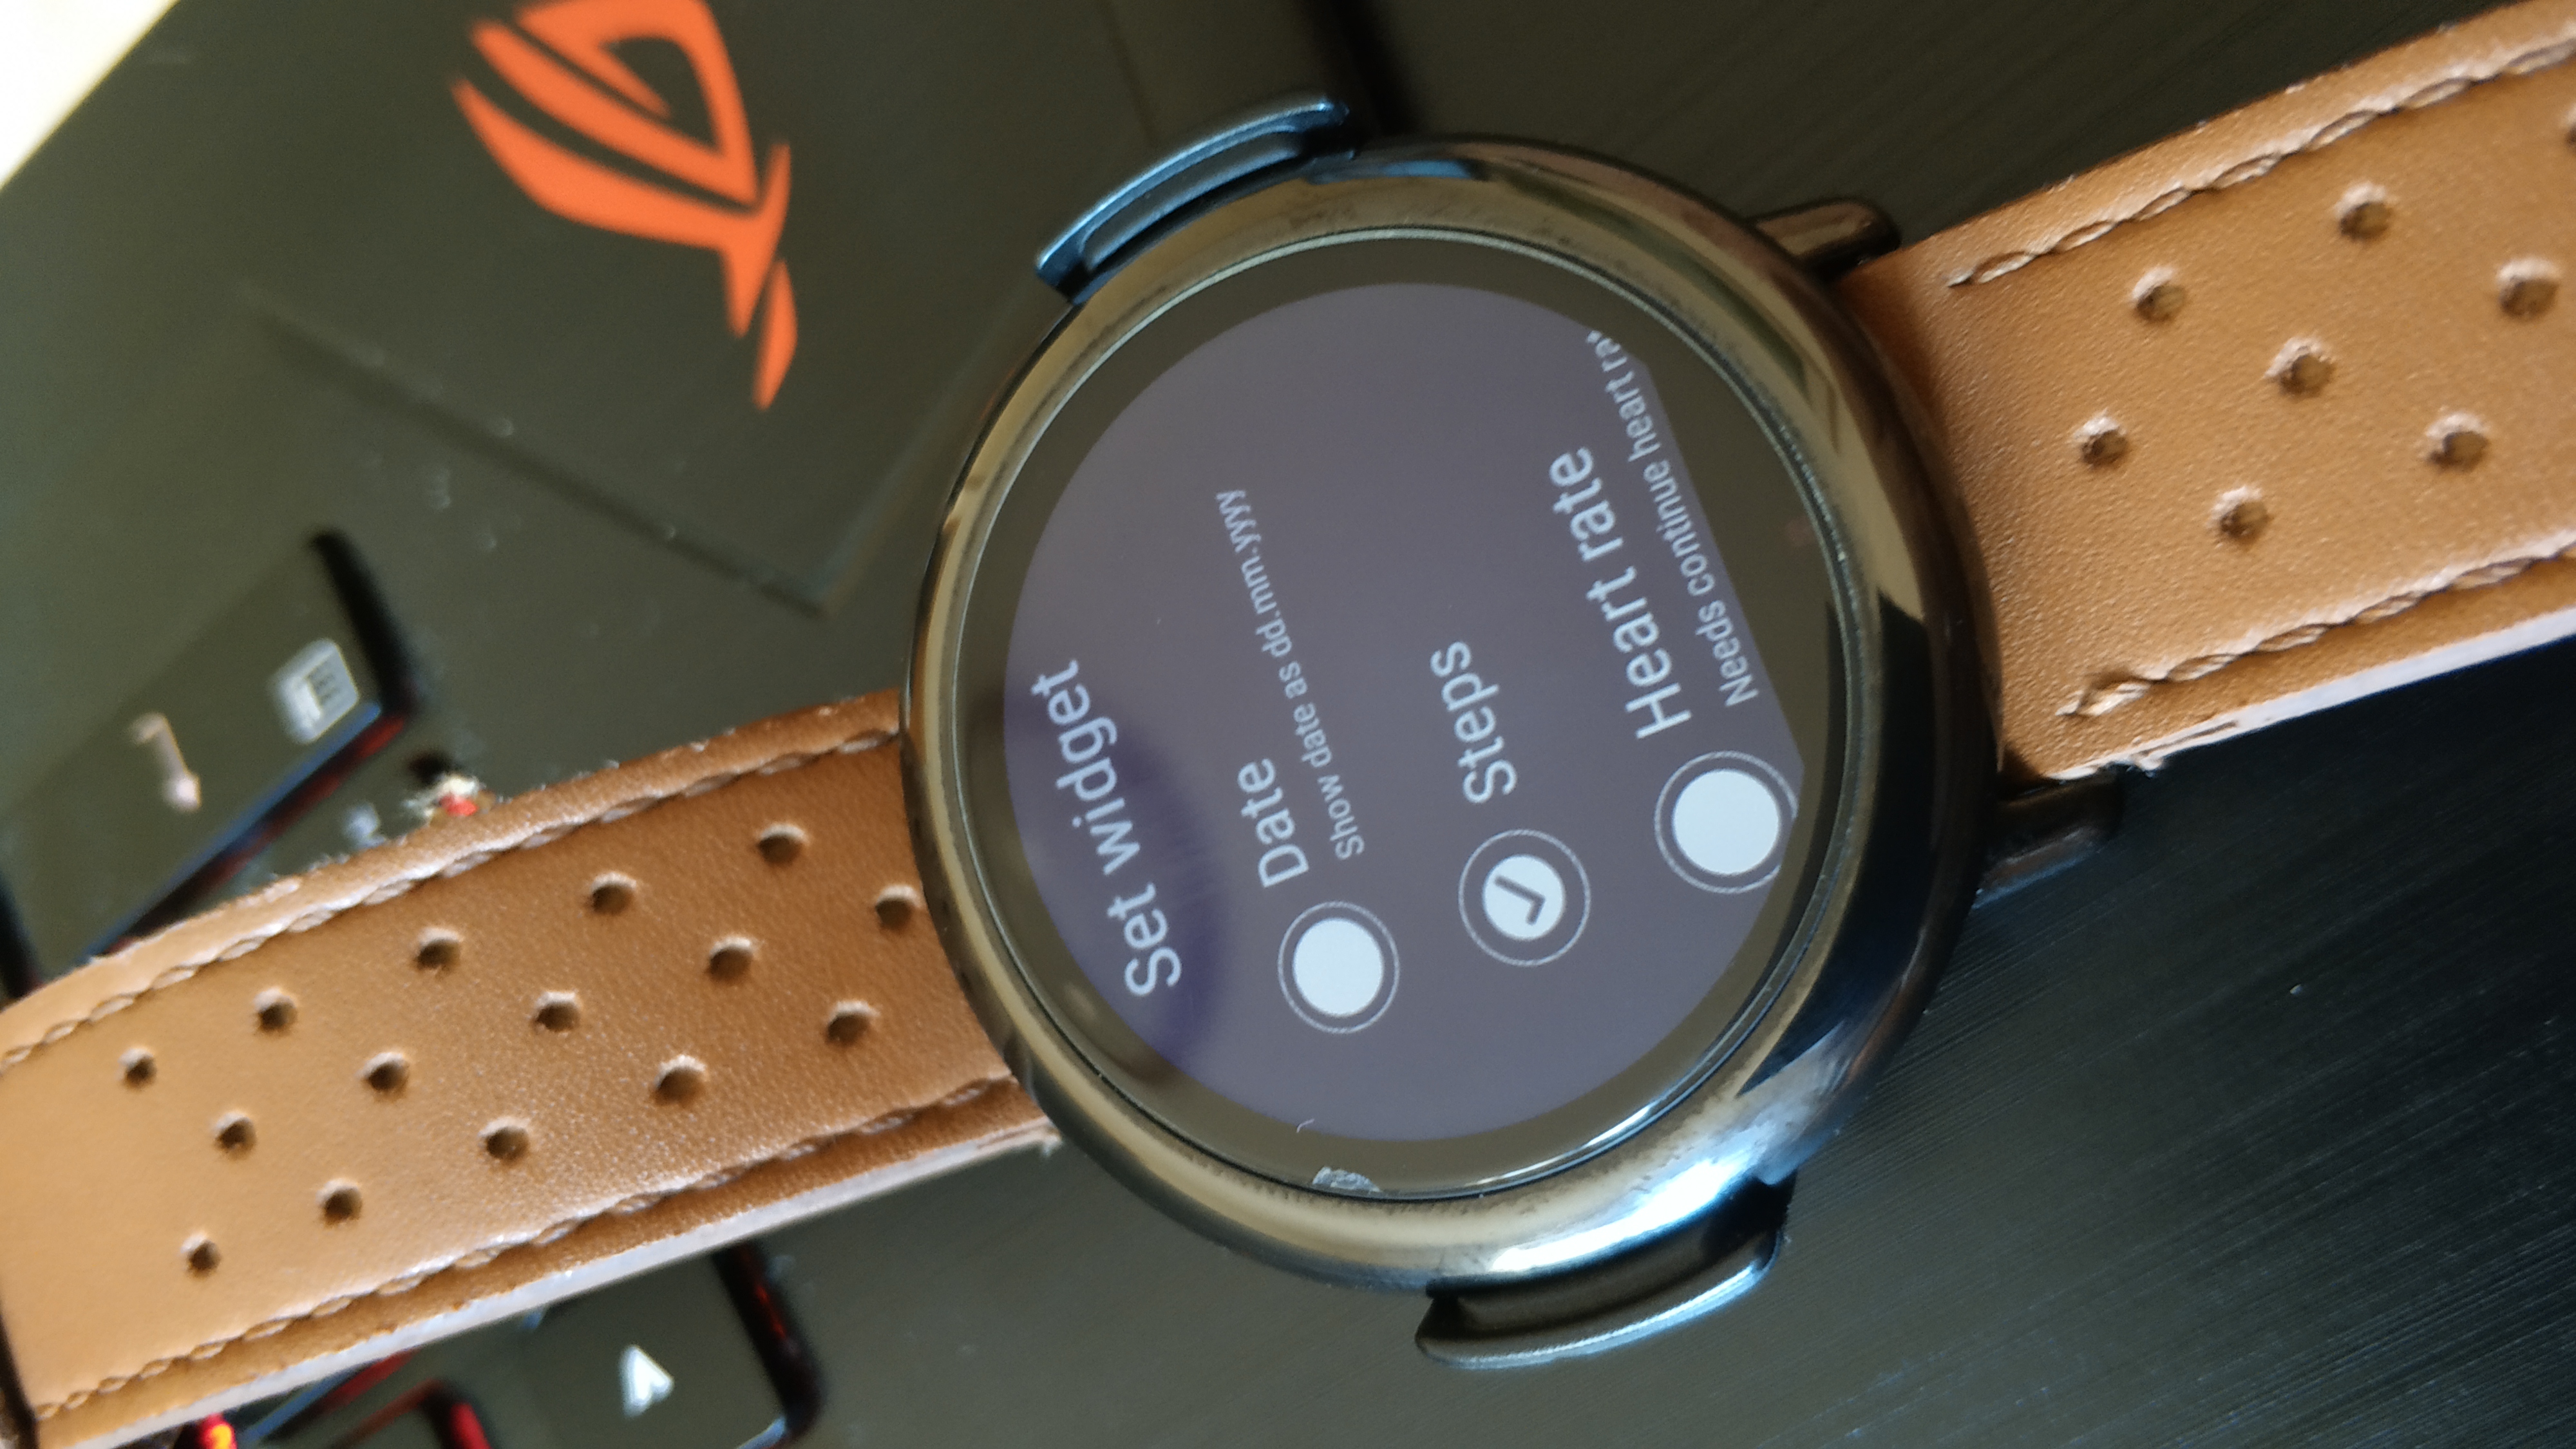 Set widget
Date
Show date as dd.mm.yyyy
Steps
Heart rate
Needs continue heart